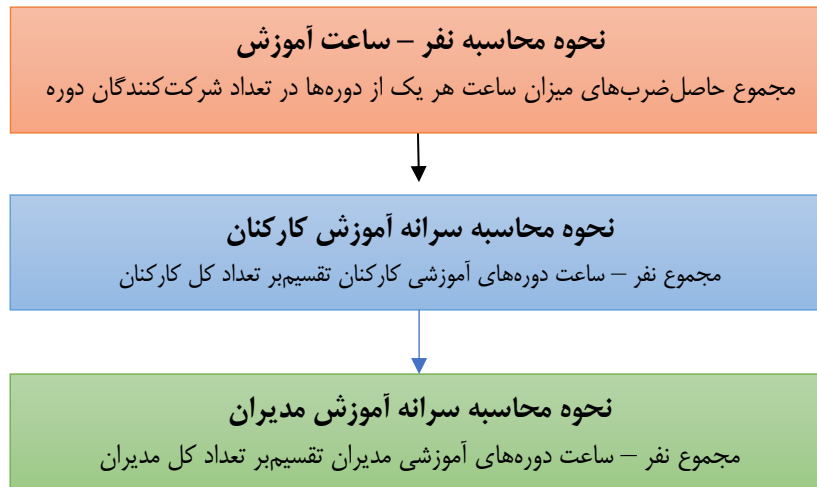 نحوه محاسبه نفر – ساعت آموزش
مجموع حاصل‌ضرب‌های میزان ساعت هر یک از دوره‌ها در تعداد شرکت‌کنندگان دوره
نحوه محاسبه سرانه آموزش کارکنان
مجموع نفر – ساعت دوره‌های آموزشی کارکنان تقسیم‌بر تعداد کل کارکنان
نحوه محاسبه سرانه آموزش مدیران
مجموع نفر – ساعت دوره‌های آموزشی مدیران تقسیم‌بر تعداد کل مدیران